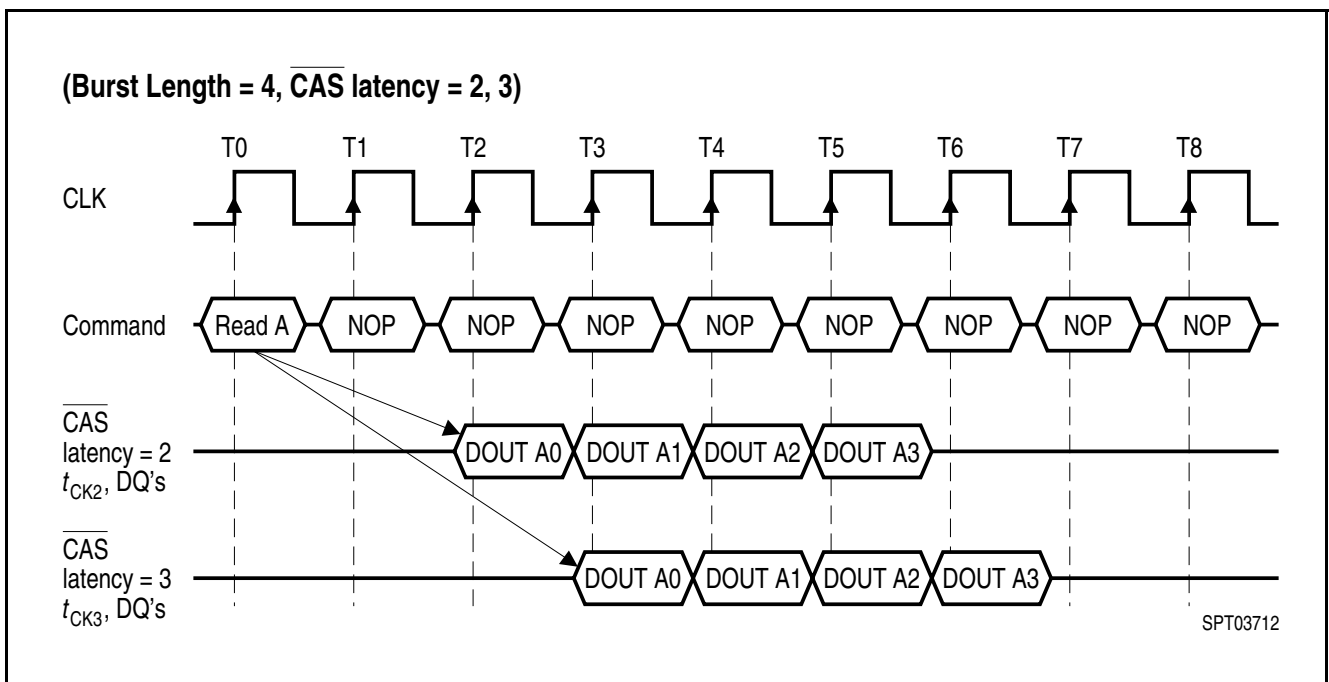 (Burst Length = 4, CAS latency = 2, 3)
T0 T1 T2 T3 T4 T5 T6 T7 T8
CLK
Command Read A NOP NOP NOP NOP NOP NOP NOP NOP
CAS
latency = 2 DOUT A0 DOUT A1 DOUT A2 DOUT A3
tCK2, DQ's
CAS
latency = 3 DOUT A0 DOUT A1 DOUT A2 DOUT A3
tCK3, DQ's
SPT03712